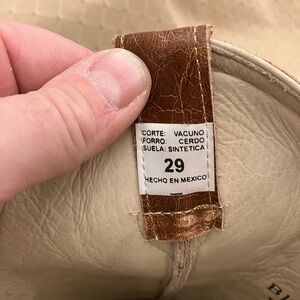 CORTE: VACUNO
FORRO: CERDO
SUELA: SINTETICA
29
HECHO EN MEXICO